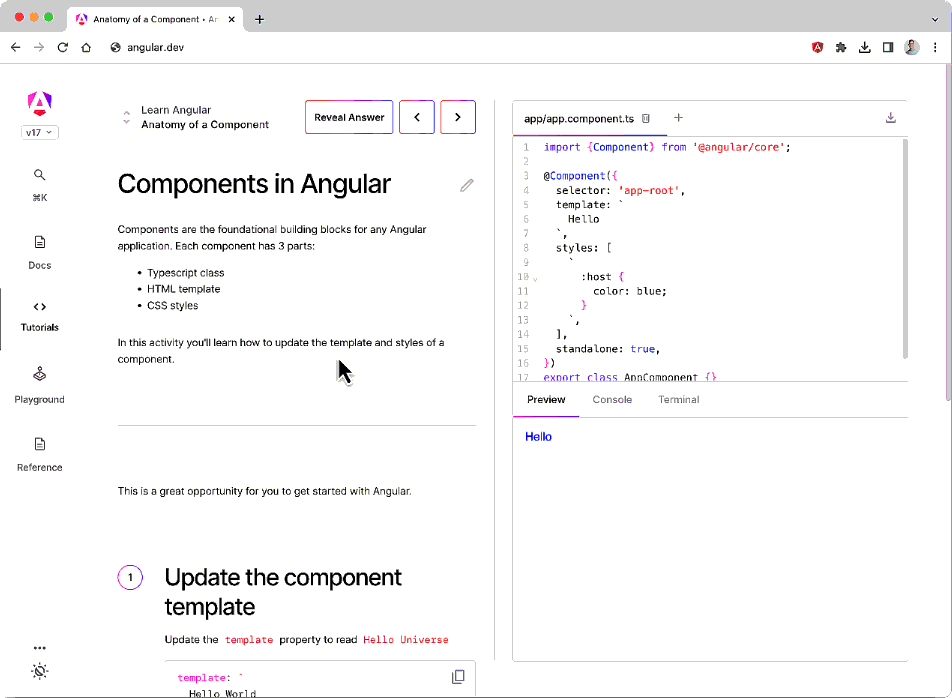 Anatomy of a Component • An
angular.dev
v17
⌘K
Docs
Tutorials
Playground
Reference
Learn Angular
Anatomy of a Component
Reveal Answer
Components in Angular
Components are the foundational building blocks for any Angular
application. Each component has 3 parts:
• Typescript class
• HTML template
• CSS styles
In this activity you'll learn how to update the template and styles of a
component.
This is a great opportunity for you to get started with Angular.
1
Update the component
template
Update the template property to read Hello Universe
template: `
Hello World
app/app.component.ts
1 import {Component} from '@angular/core';
2
3 @Component({
4 selector: 'app-root',
5 template: `
6 Hello
7 `,
8 styles: [
9 `
10 :host {
11 color: blue;
12 }
13 `,
14 ],
15 standalone: true,
16 })
17 export class AppComponent {}
Preview Console Terminal
Hello